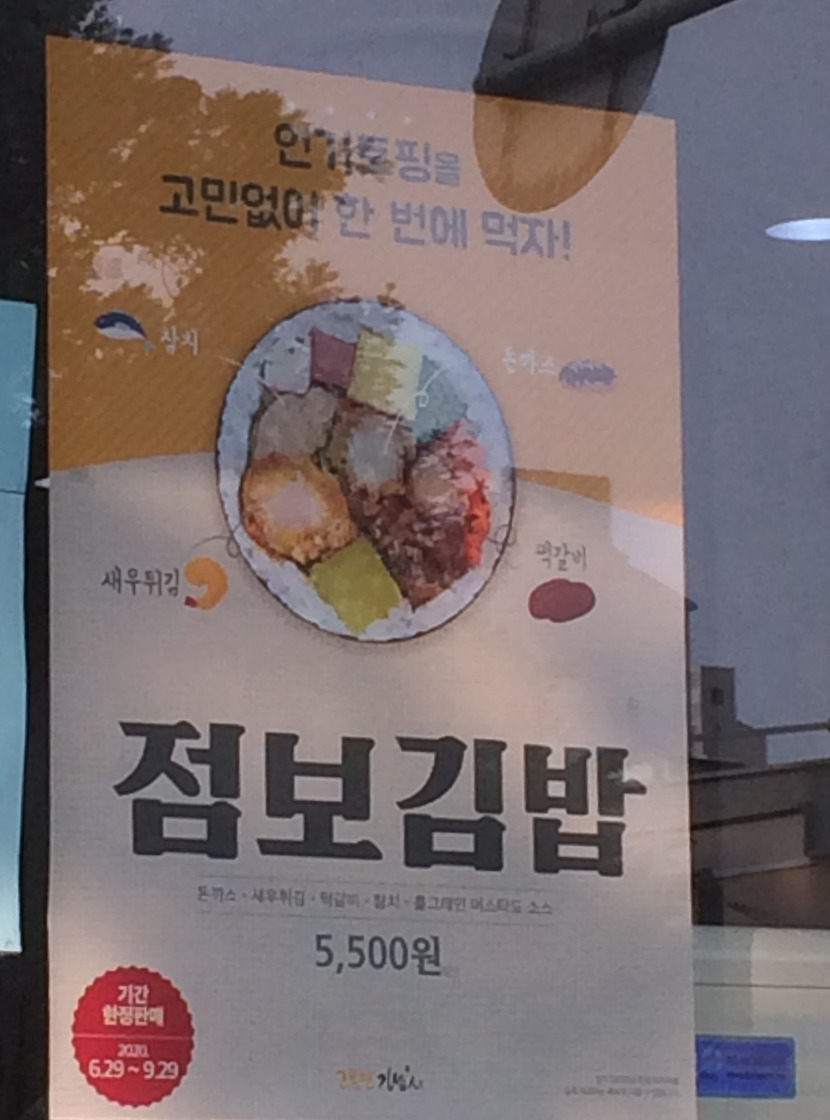 인기토핑을
고민없이 한 번에 먹자!
참치
돈까스
새우튀김
떡갈비
점보김밥
돈까스 · 새우튀김 · 떡갈비 · 참치 · 홀그레인 머스타드 소스
5,500원
기간
한정판매
2020.
6.29 ~ 9.29